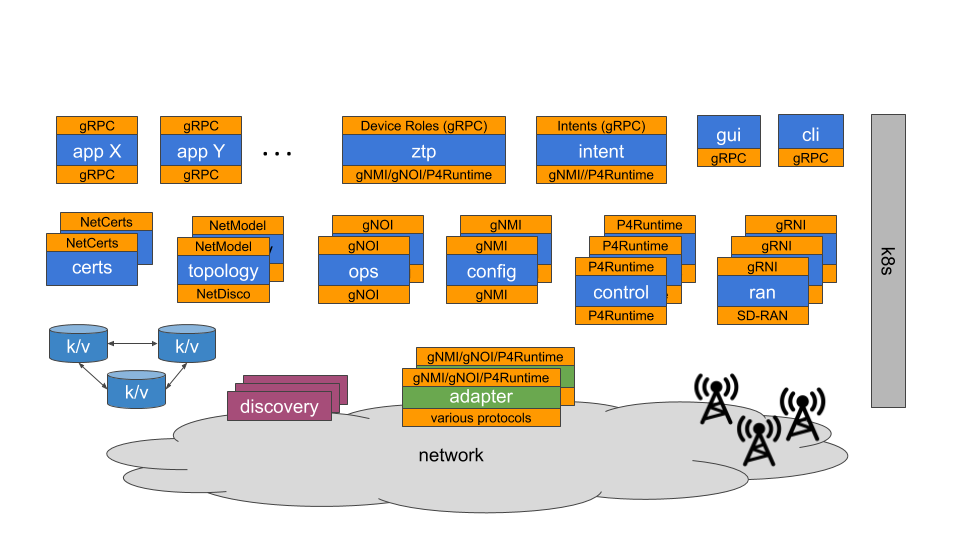 gRPC
app X
gRPC
gRPC
app Y
gRPC
...
Device Roles (gRPC)
ztp
gNMI/gNOI/P4Runtime
Intents (gRPC)
intent
gNMI//P4Runtime
gui
gRPC
cli
gRPC
k8s
NetCerts
NetCerts
certs
NetModel
NetModel
topology
NetDisco
gNOI
gNOI
ops
gNOI
gNMI
gNMI
config
gNMI
P4Runtime
P4Runtime
P4Runtime
control
P4Runtime
gRNI
gRNI
gRNI
ran
SD-RAN
k/v
k/v
k/v
discovery
gNMI/gNOI/P4Runtime
gNMI/gNOI/P4Runtime
adapter
various protocols
network